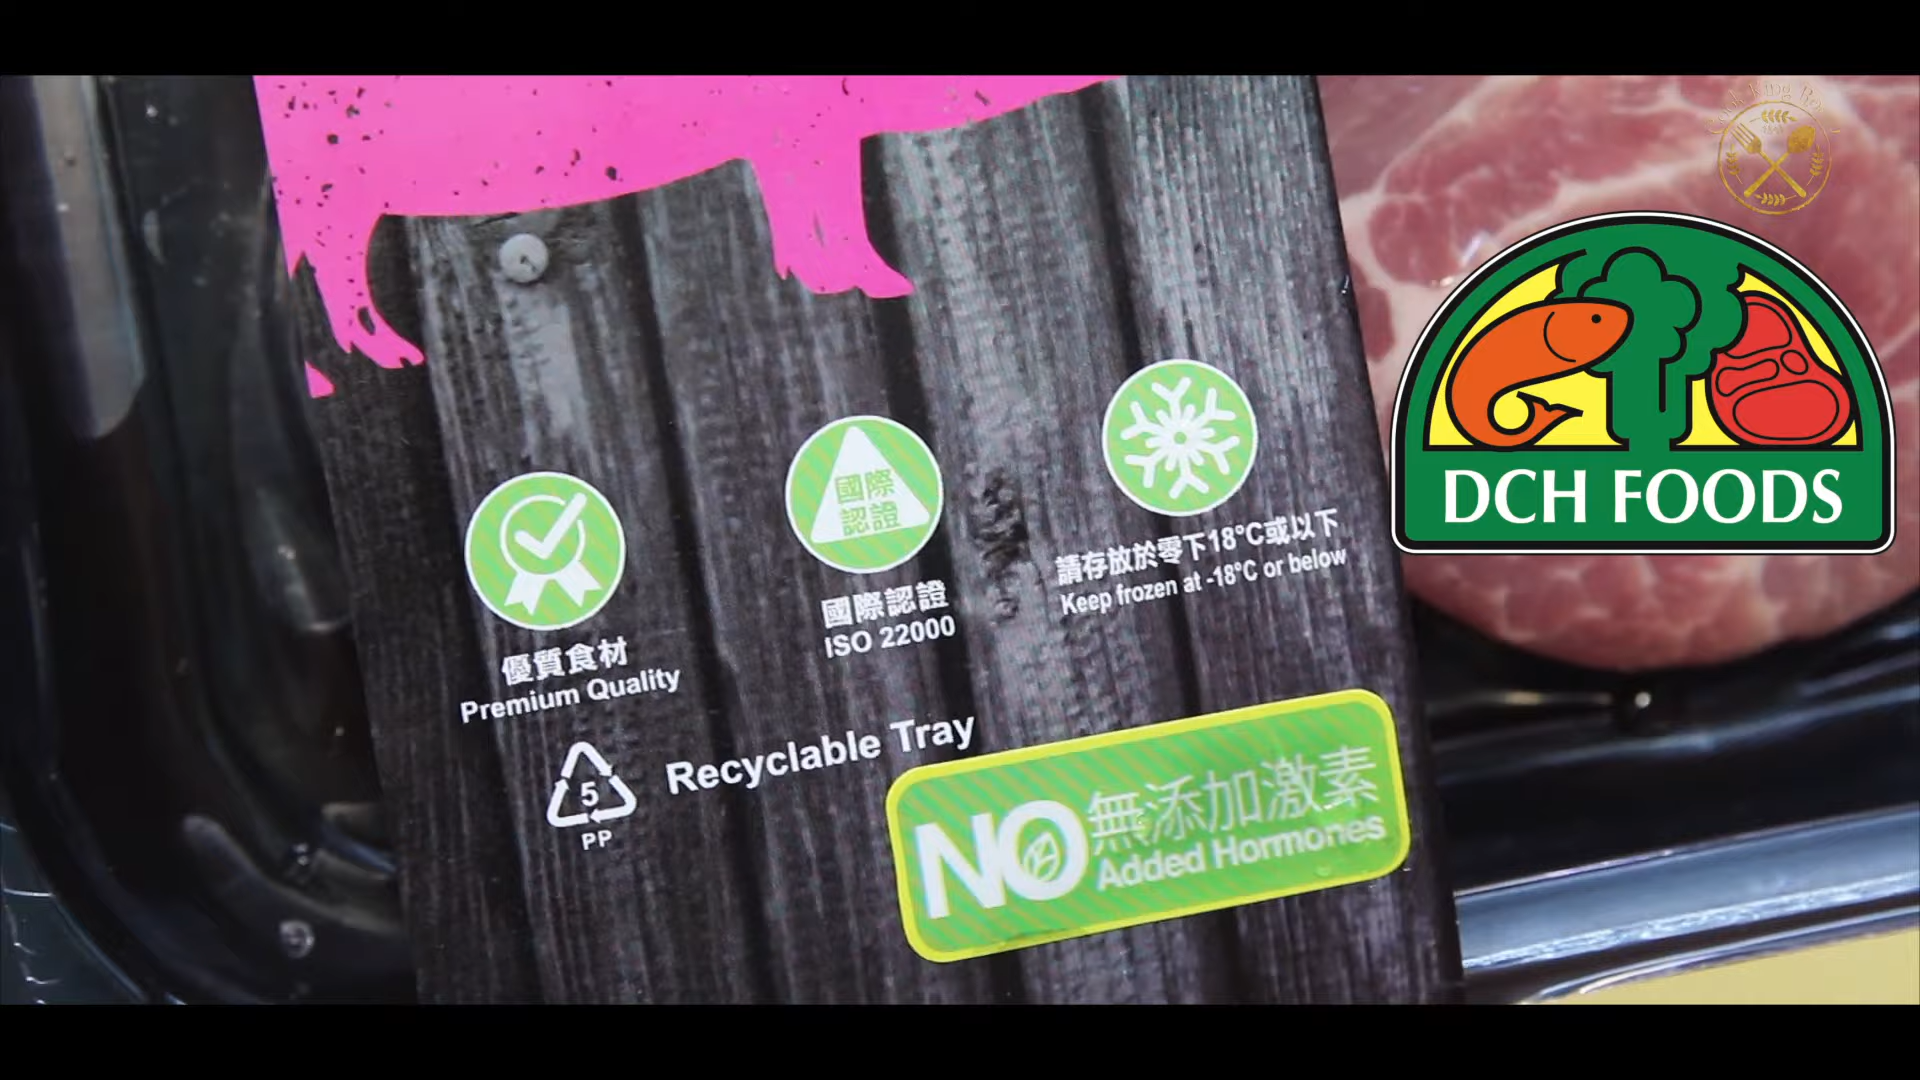 DCH FOODS
國際
認證
請存放於零下18°C或以下
Keep frozen at -18°C or below
國際認證
ISO 22000
優質食材
Premium Quality
5
PP
Recyclable Tray
NO 無添加激素
Added Hormones